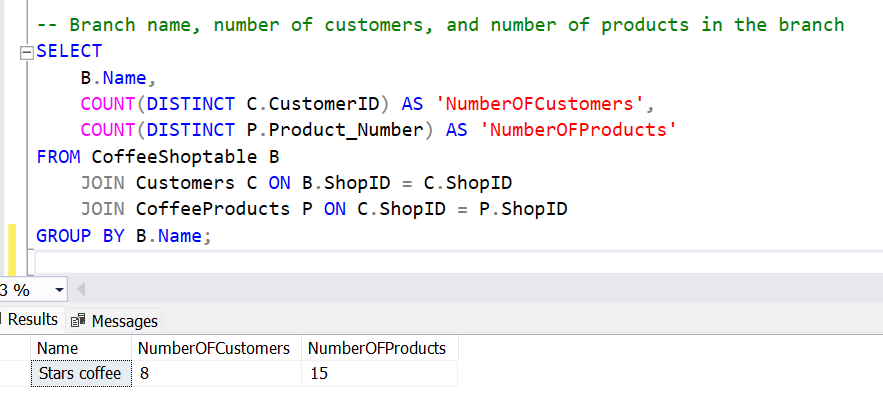 -- Branch name, number of customers, and number of products in the branch
SELECT
B.Name,
COUNT(DISTINCT C.CustomerID) AS 'NumberOFCustomers',
COUNT(DISTINCT P.Product_Number) AS 'NumberOFProducts'
FROM CoffeeShoptable B
JOIN Customers C ON B.ShopID = C.ShopID
JOIN CoffeeProducts P ON C.ShopID = P.ShopID
GROUP BY B.Name;
3 %
Results Messages
Name NumberOFCustomers NumberOFProducts
Stars coffee 8 15